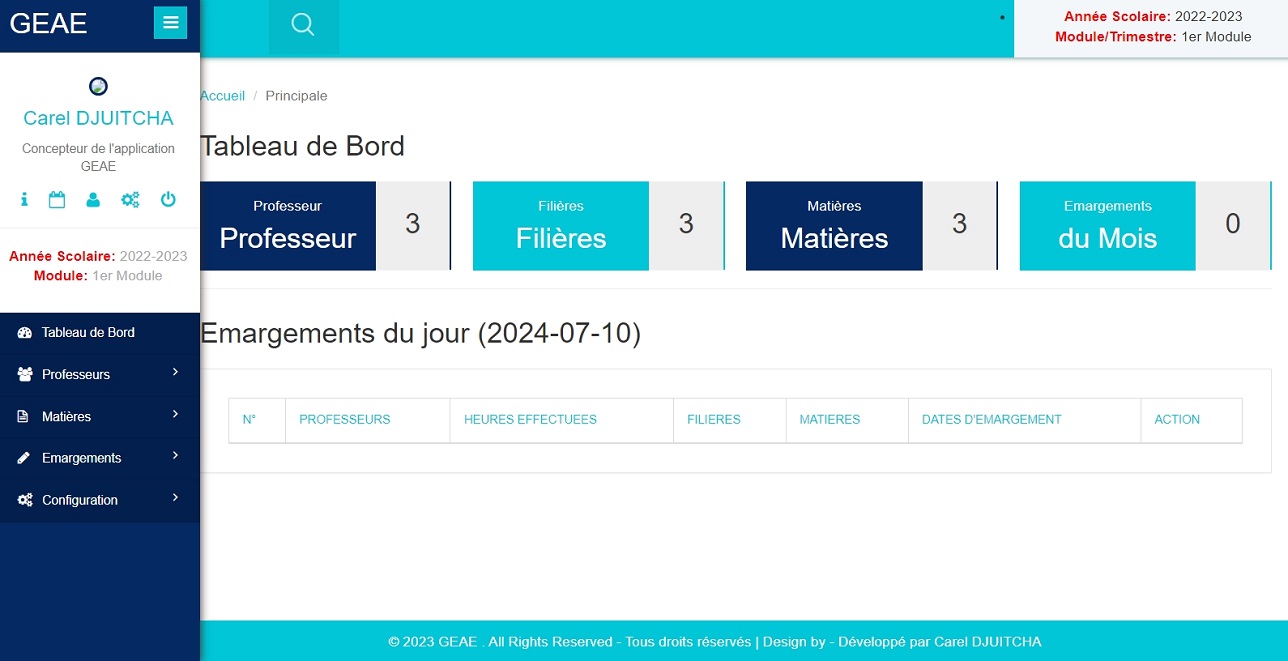 GEAE
Année Scolaire: 2022-2023
Module/Trimestre: 1er Module
Carel DJUITCHA
Concepteur de l'application
GEAE
Année Scolaire: 2022-2023
Module: 1er Module
Tableau de Bord
Professeurs
Matières
Emargements
Configuration
Accueil / Principale
Tableau de Bord
Professeur
Professeur
3
Filières
Filières
3
Matières
Matières
3
Emargements
du Mois
0
Emargements du jour (2024-07-10)
N° PROFESSEURS HEURES EFFECTUEES FILIERES MATIERES DATES D'EMARGEMENT ACTION
© 2023 GEAE . All Rights Reserved - Tous droits réservés | Design by - Développé par Carel DJUITCHA